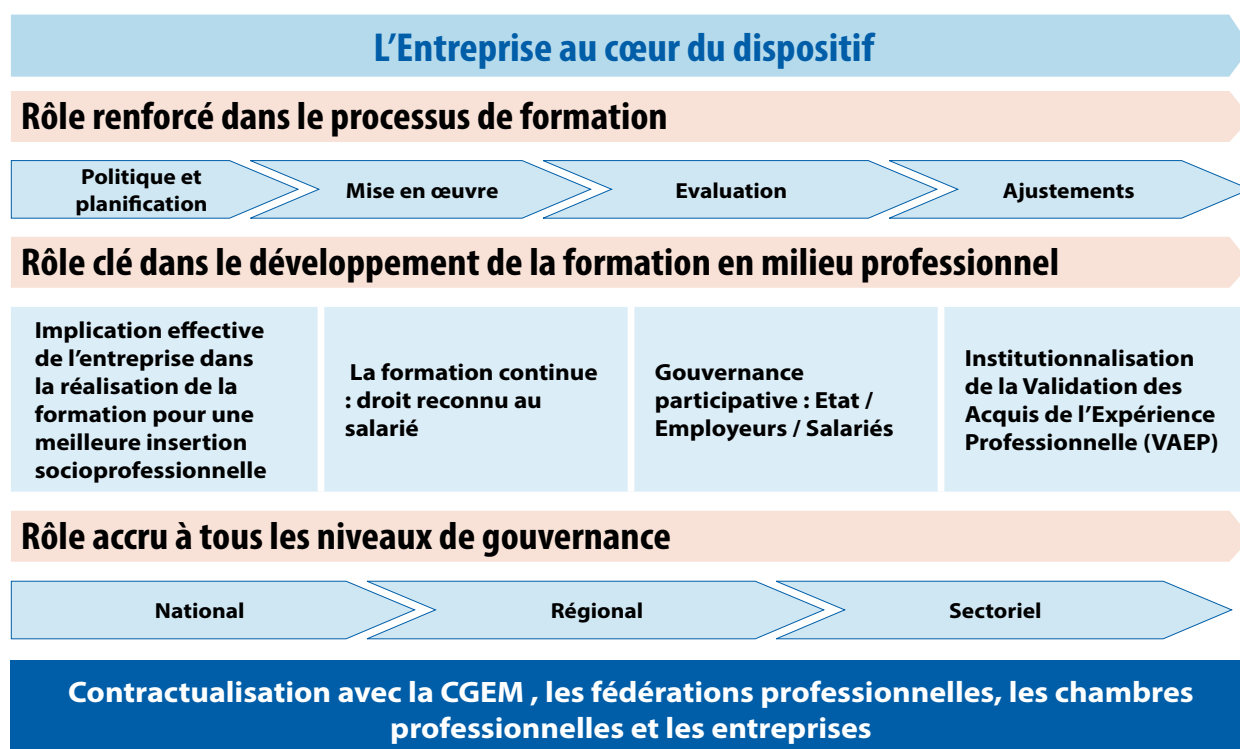 L'Entreprise au cœur du dispositif
Rôle renforcé dans le processus de formation
Politique et
planification
Mise en œuvre
Evaluation
Ajustements
Rôle clé dans le développement de la formation en milieu professionnel
Implication effective
de l'entreprise dans
la réalisation de la
formation pour une
meilleure insertion
socioprofessionnelle
La formation continue
: droit reconnu au
salarié
Gouvernance
participative : Etat /
Employeurs / Salariés
Institutionnalisation
de la Validation des
Acquis de l'Expérience
Professionnelle (VAEP)
Rôle accru à tous les niveaux de gouvernance
National
Régional
Sectoriel
Contractualisation avec la CGEM , les fédérations professionnelles, les chambres
professionnelles et les entreprises